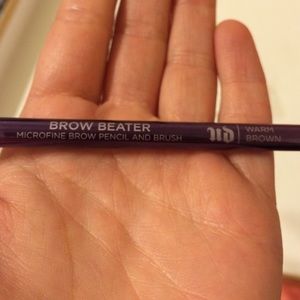 BROW BEATER
MICROFINE BROW PENCIL AND BRUSH
UD
WARM
BROWN